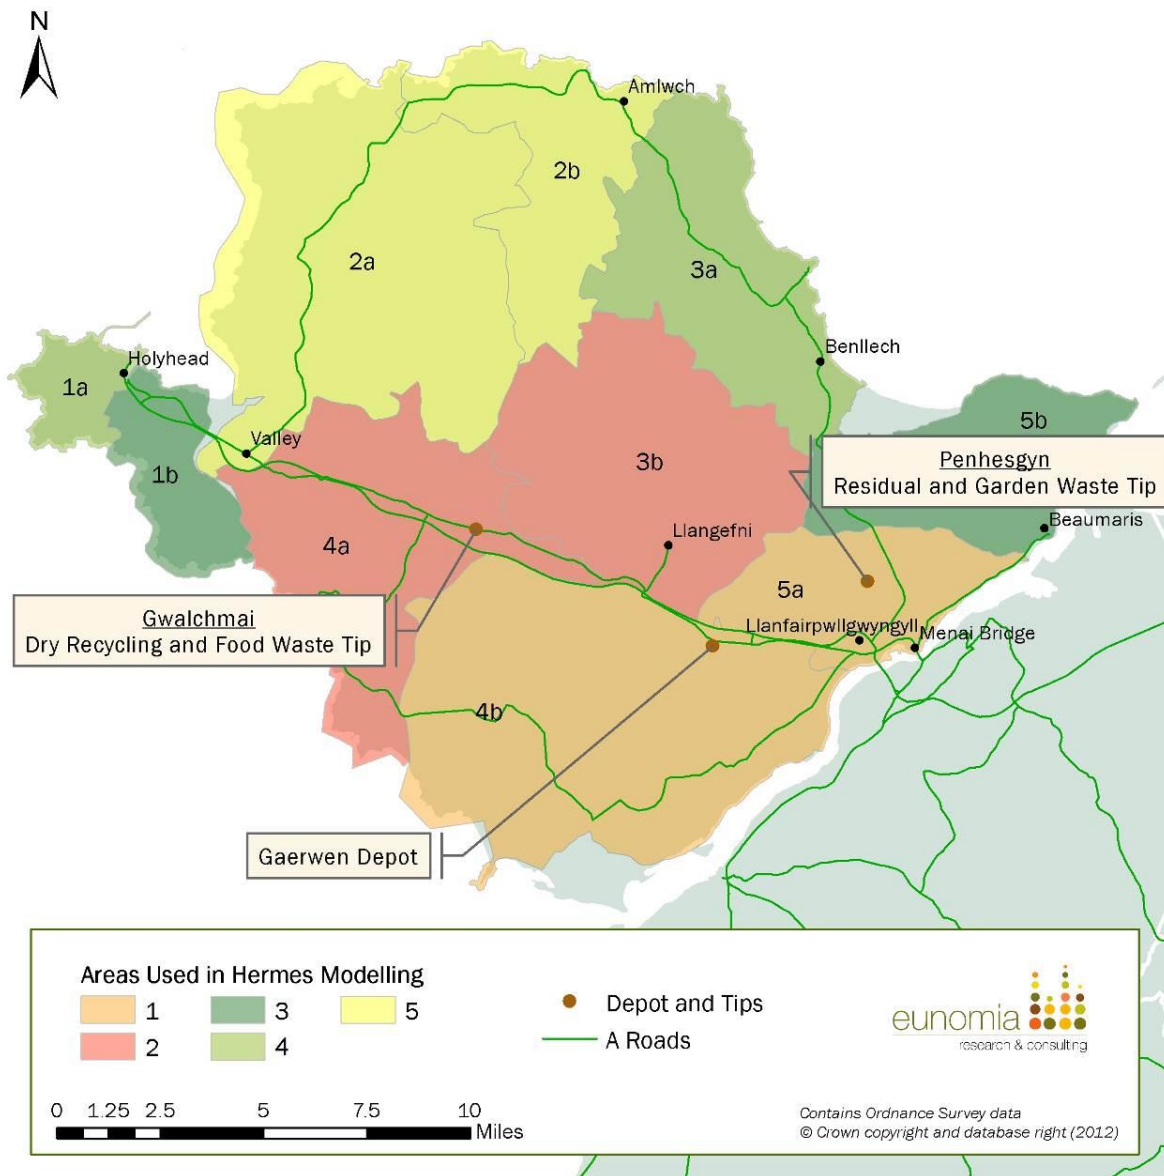 N
Amlwch
2b
2a
3a
Holyhead
Benllech
1a
5b
Valley
Penhesgyn
Residual and Garden Waste Tip
1b
3b
Beaumaris
Llangefni
4a
5a
Gwalchmai
Dry Recycling and Food Waste Tip
Llanfairpwllgwyngyll
Menai Bridge
4b
Gaerwen Depot
Areas Used in Hermes Modelling
1 3 5
2 4
Depot and Tips
A Roads
eunomia
research & consulting
0 1.25 2.5 5 7.5 10
Miles
Contains Ordnance Survey data
© Crown copyright and database right (2012)